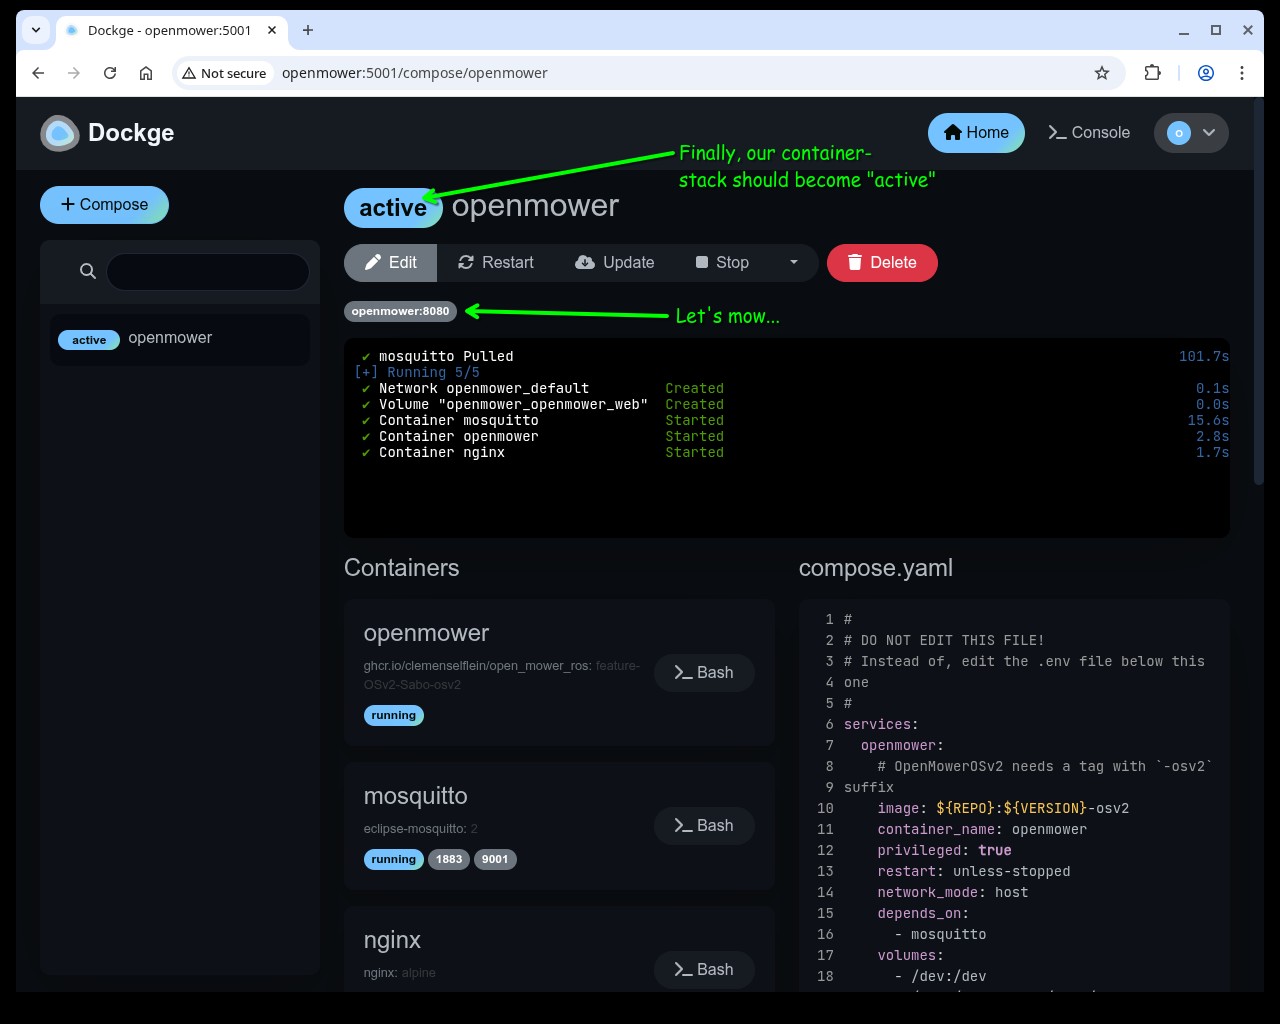 Dockge - openmower:5001
Not secure
openmower:5001/compose/openmower
Dockge
Home
Console
o
Finally, our container-
stack should become "active"
+ Compose
active openmower
Edit Restart Update Stop Delete
openmower:8080
Let's mow...
active openmower
✔ mosquitto Pulled 101.7s
[+] Running 5/5
✔ Network openmower_default Created 0.1s
✔ Volume "openmower_openmower_web" Created 0.0s
✔ Container mosquitto Started 15.6s
✔ Container openmower Started 2.8s
✔ Container nginx Started 1.7s
Containers
openmower
ghcr.io/clemenselflein/open_mower_ros: feature-
OSv2-Sabo-osv2
Bash
running
mosquitto
eclipse-mosquitto: 2
Bash
running 1883 9001
nginx
nginx: alpine
Bash
compose.yaml
1 #
2 # DO NOT EDIT THIS FILE!
3 # Instead of, edit the .env file below this
4 one
5 #
6 services:
7 openmower:
8 # OpenMowerOSv2 needs a tag with `-osv2`
9 suffix
10 image: ${REPO}:${VERSION}-osv2
11 container_name: openmower
12 privileged: true
13 restart: unless-stopped
14 network_mode: host
15 depends_on:
16 - mosquitto
17 volumes:
18 - /dev:/dev